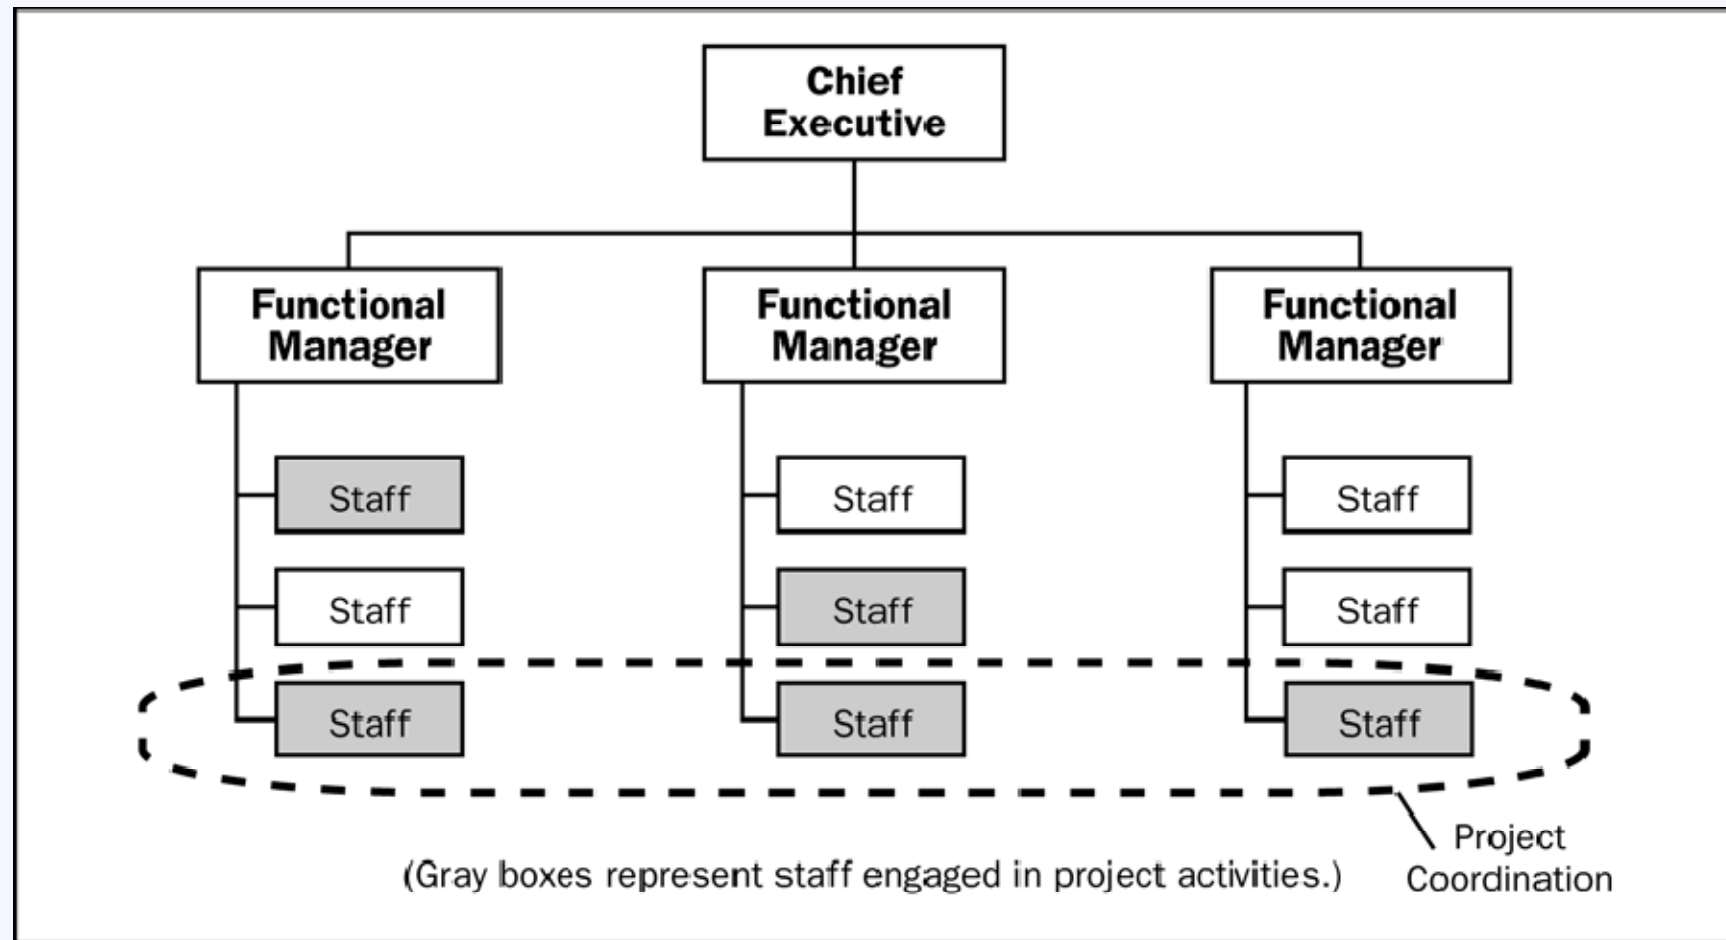 Chief
Executive
Functional
Manager
Functional
Manager
Functional
Manager
Staff
Staff
Staff
Staff
Staff
Staff
Staff
Staff
Staff
Project
Coordination
(Gray boxes represent staff engaged in project activities.)